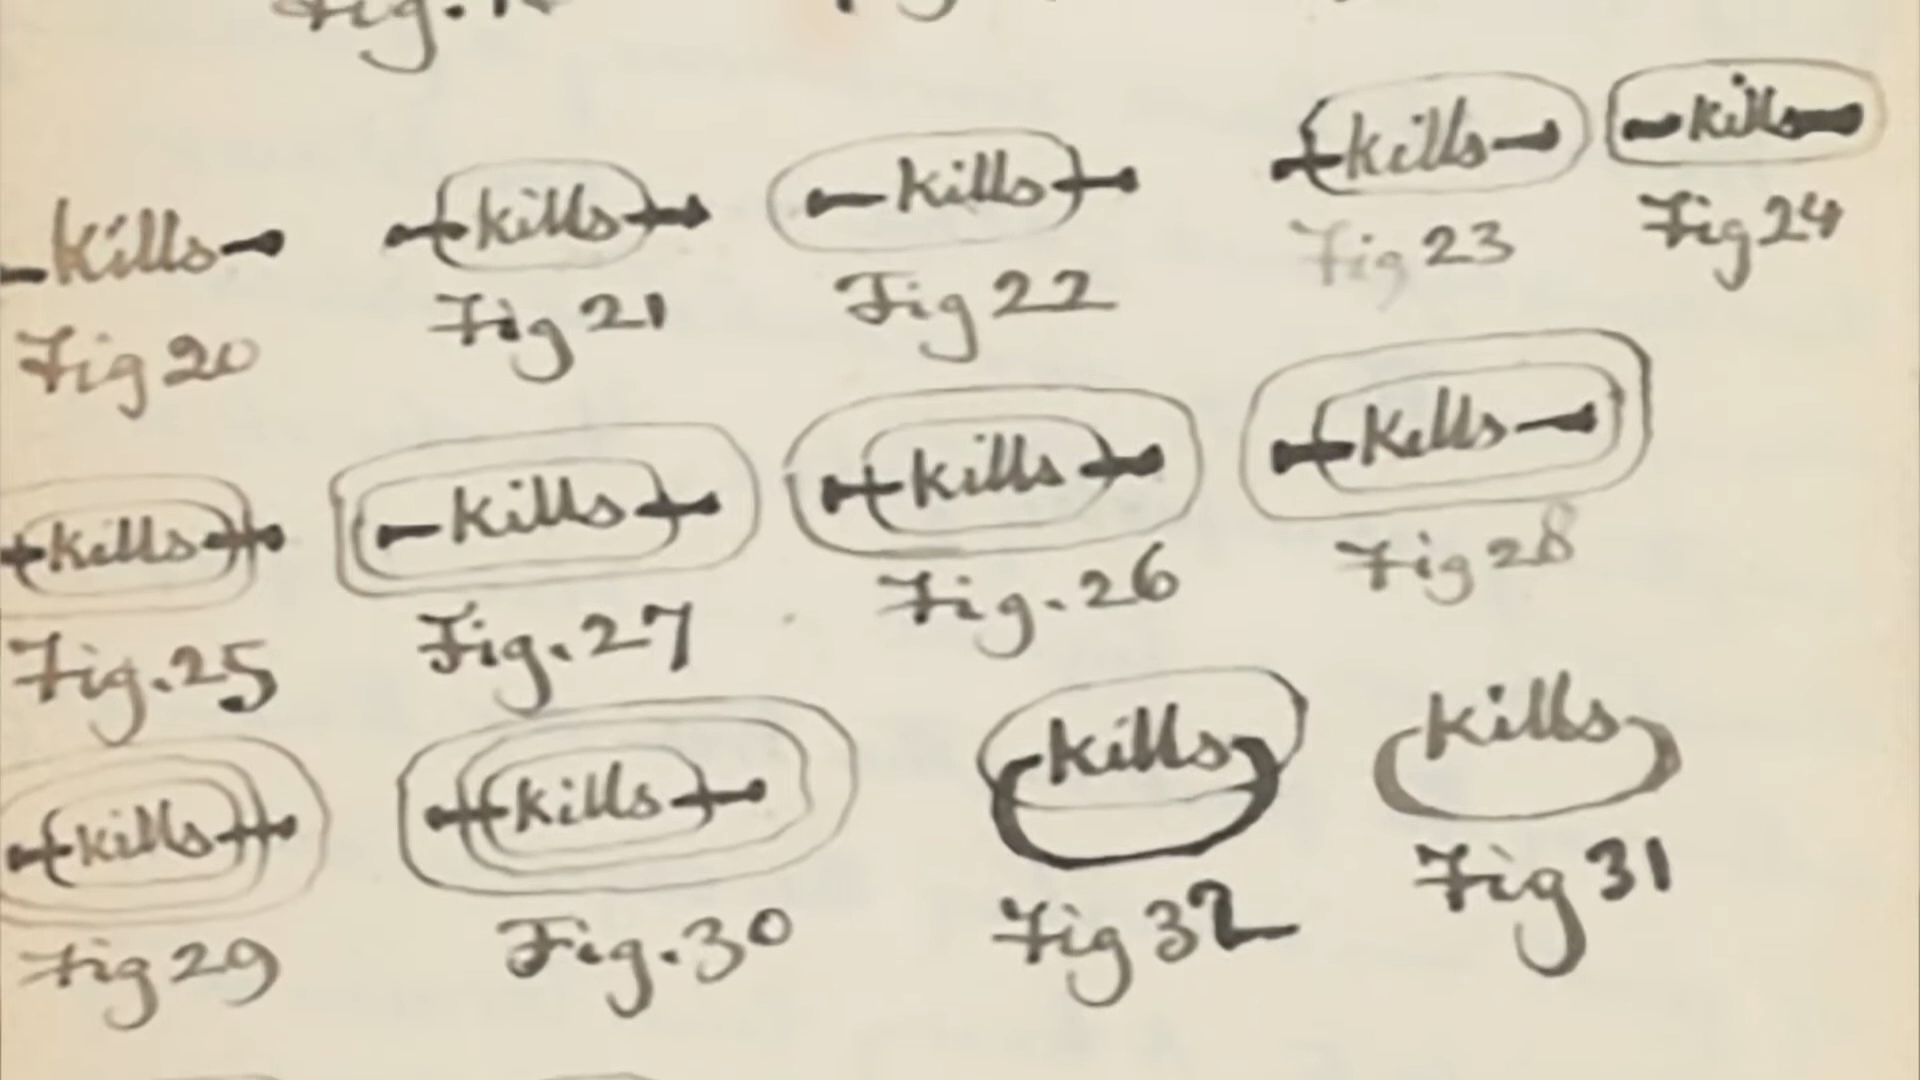 kills kills kills kills kills
Fig 20 Fig 21 Fig 22 Fig 23 Fig 24
kills kills kills kills
Fig. 25 Fig. 27 Fig. 26 Fig 28
kills kills kills kills
Fig 29 Fig. 30 Fig 32 Fig 31